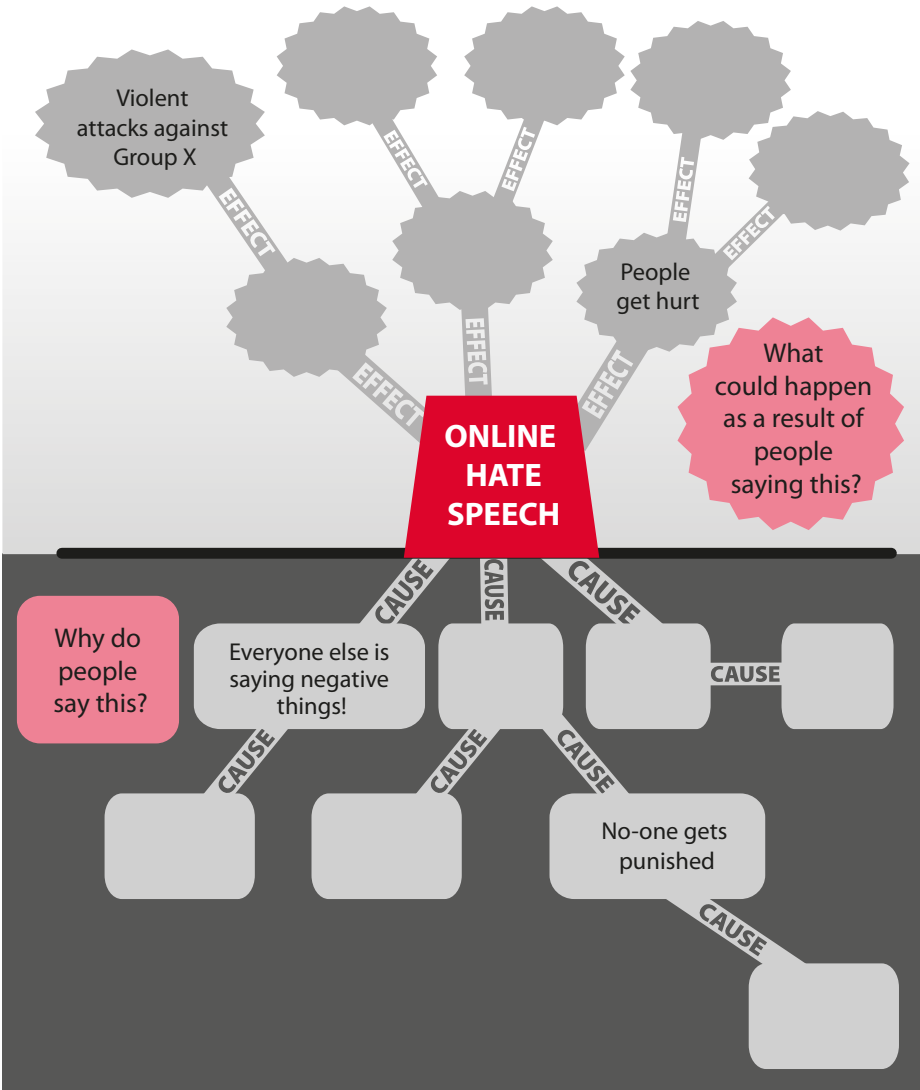 Violent
attacks against
Group X
EFFECT
EFFECT
EFFECT
EFFECT
EFFECT
People
get hurt
EFFECT
EFFECT
EFFECT
What
could happen
as a result of
people
saying this?
ONLINE
HATE
SPEECH
CAUSE
CAUSE
CAUSE
Why do
people
say this?
Everyone else is
saying negative
things!
CAUSE
CAUSE
CAUSE
CAUSE
No-one gets
punished
CAUSE